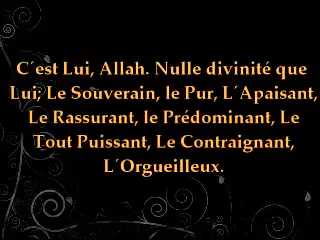 C´est Lui, Allah. Nulle divinité que
Lui; Le Souverain, le Pur, L´Apaisant,
Le Rassurant, le Prédominant, Le
Tout Puissant, Le Contraignant,
L´Orgueilleux.